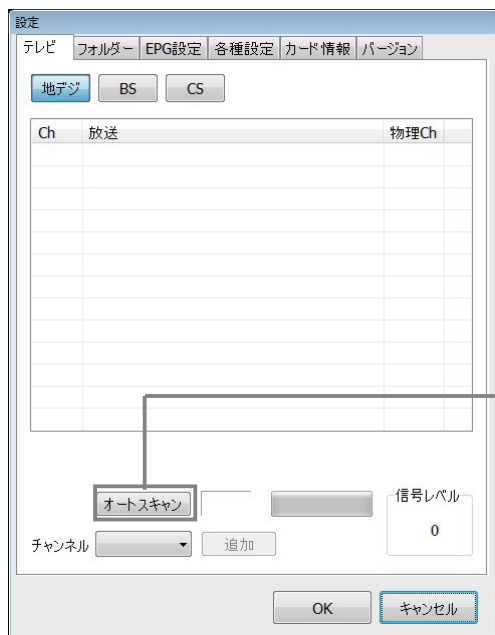 設定
テレビ フォルダー EPG設定 各種設定 カード情報 バージョン
地デジ BS CS
Ch 放送 物理Ch
オートスキャン
信号レベル
0
チャンネル 追加
OK キャンセル